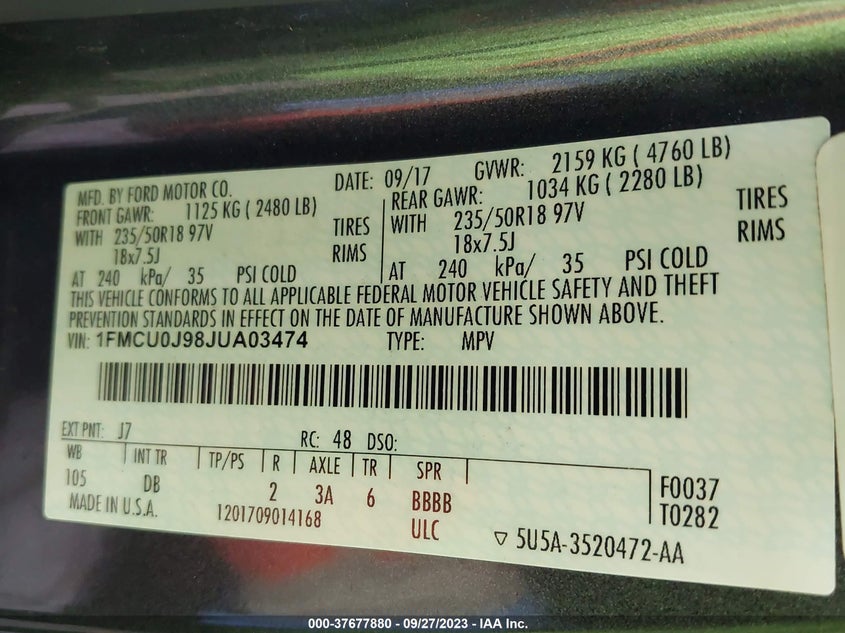 MFD. BY FORD MOTOR CO.
DATE: 09/17 GVWR: 2159 KG ( 4760 LB)
FRONT GAWR: 1125 KG ( 2480 LB) REAR GAWR: 1034 KG ( 2280 LB)
WITH 235/50R18 97V TIRES WITH 235/50R18 97V TIRES
18x7.5J RIMS 18x7.5J RIMS
AT 240 kPa/ 35 PSI COLD AT 240 kPa/ 35 PSI COLD
THIS VEHICLE CONFORMS TO ALL APPLICABLE FEDERAL MOTOR VEHICLE SAFETY AND THEFT
PREVENTION STANDARDS IN EFFECT ON THE DATE OF MANUFACTURE SHOWN ABOVE.
VIN: 1FMCU0J98JUA03474 TYPE: MPV
EXT PNT: J7 RC: 48 DSO:
WB INT TR TP/PS R AXLE TR SPR
105 DB 2 3A 6 BBBB F0037
MADE IN U.S.A. 1201709014168 ULC T0282
▽ 5U5A-3520472-AA
000-37677880 - 09/27/2023 - IAA Inc.